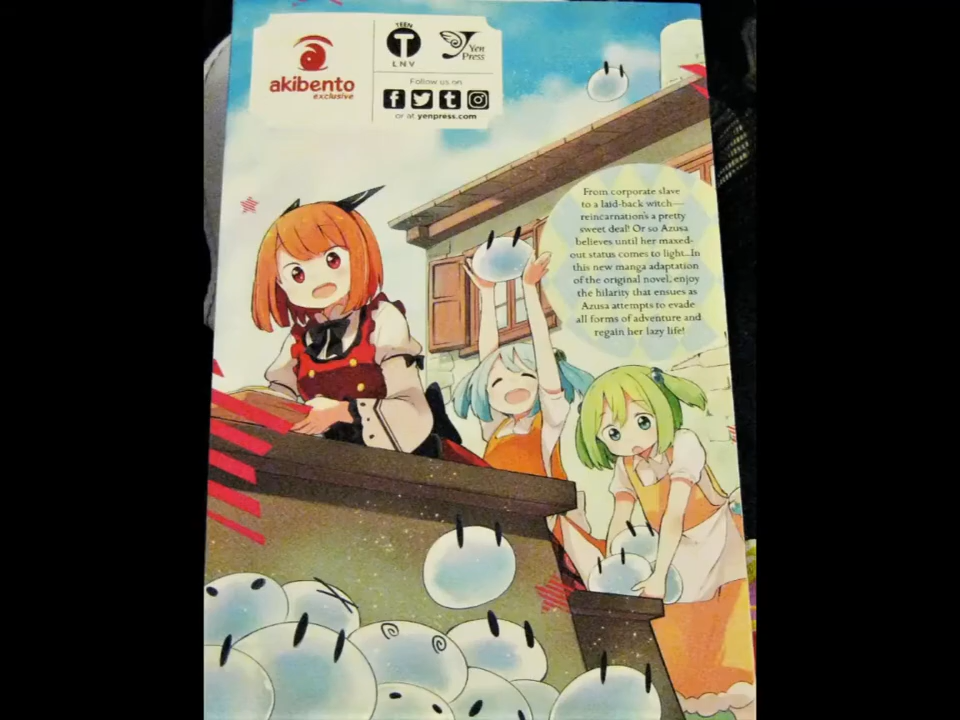 akibento
exclusive
TEEN
T
LNV
Yen
Press
Follow us on
or at yenpress.com
From corporate slave
to a laid-back witch—
reincarnation's a pretty
sweet deal! Or so Azusa
believes until her maxed-
out status comes to light...In
this new manga adaptation
of the original novel, enjoy
the hilarity that ensues as
Azusa attempts to evade
all forms of adventure and
regain her lazy life!